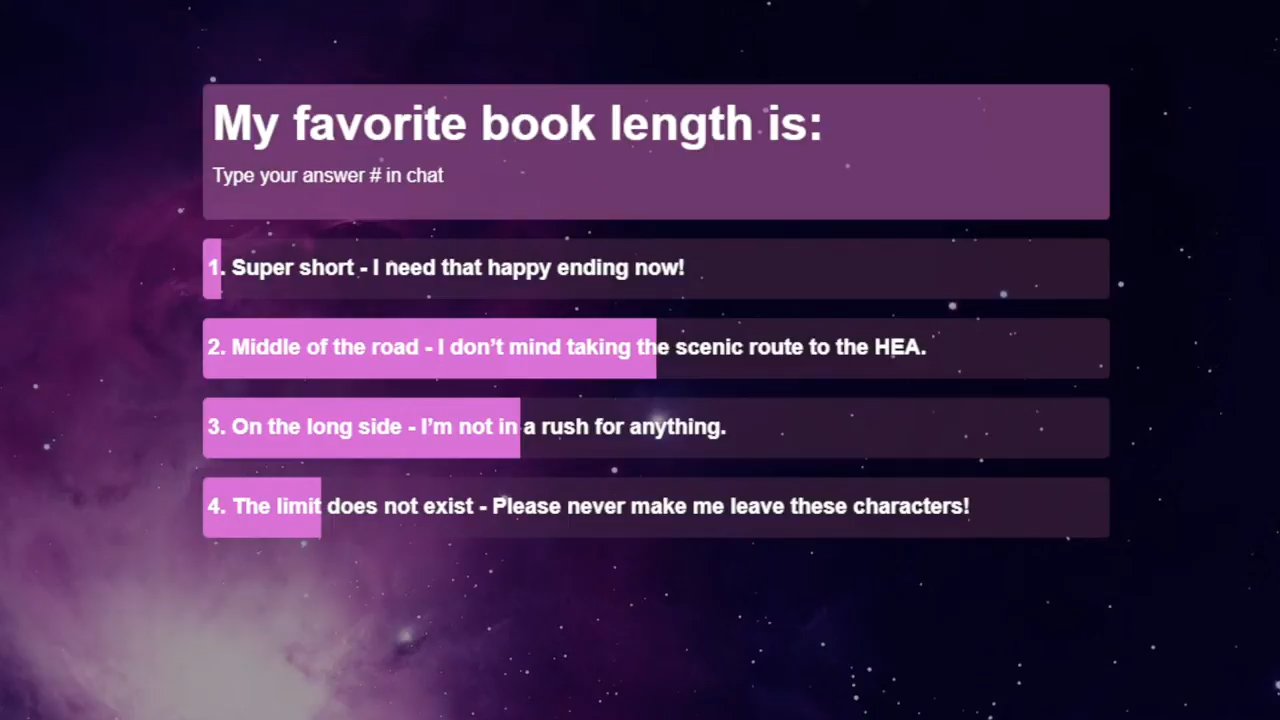 My favorite book length is:
Type your answer # in chat
1. Super short - I need that happy ending now!
2. Middle of the road - I don’t mind taking the scenic route to the HEA.
3. On the long side - I’m not in a rush for anything.
4. The limit does not exist - Please never make me leave these characters!